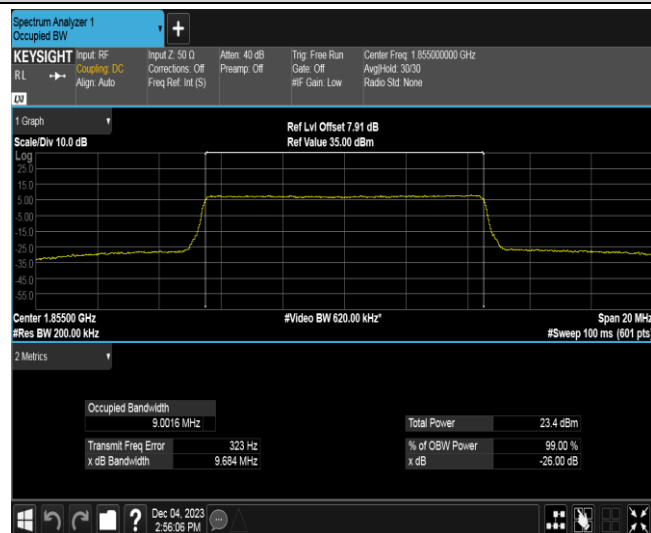 Spectrum Analyzer 1
Occupied BW
+
KEYSIGHT Input: RF Input Z: 50 Ω Atten: 40 dB Trig: Free Run Center Freq: 1.855000000 GHz
RL Coupling: DC Corrections: Off Preamp: Off Gate: Off Avg|Hold: 30/30
Align: Auto Freq Ref: Int (S) #IF Gain: Low Radio Std: None
LXI
1 Graph
Ref Lvl Offset 7.91 dB
Scale/Div 10.0 dB Ref Value 35.00 dBm
Log
25.0
15.0
5.00
-5.00
-15.0
-25.0
-35.0
-45.0
-55.0
Center 1.85500 GHz #Video BW 620.00 kHz* Span 20 MHz
#Res BW 200.00 kHz #Sweep 100 ms (601 pts)
2 Metrics
Occupied Bandwidth
9.0016 MHz Total Power 23.4 dBm
Transmit Freq Error 323 Hz % of OBW Power 99.00 %
x dB Bandwidth 9.684 MHz x dB -26.00 dB
? Dec 04, 2023
2:56:06 PM